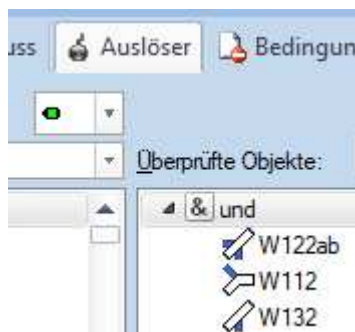 uss Auslöser Bedingun
Überprüfte Objekte:
& und
W122ab
W112
W132